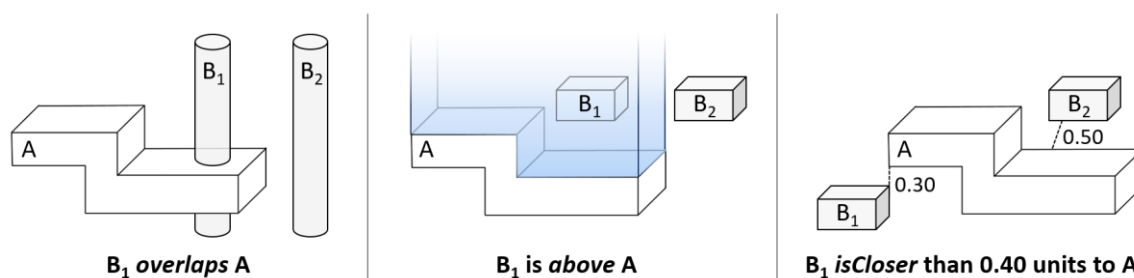 B₁
B₂
A
B₁ overlaps A
B₁
B₂
A
B₁ is above A
B₂
0.50
A
0.30
B₁
B₁ isCloser than 0.40 units to A